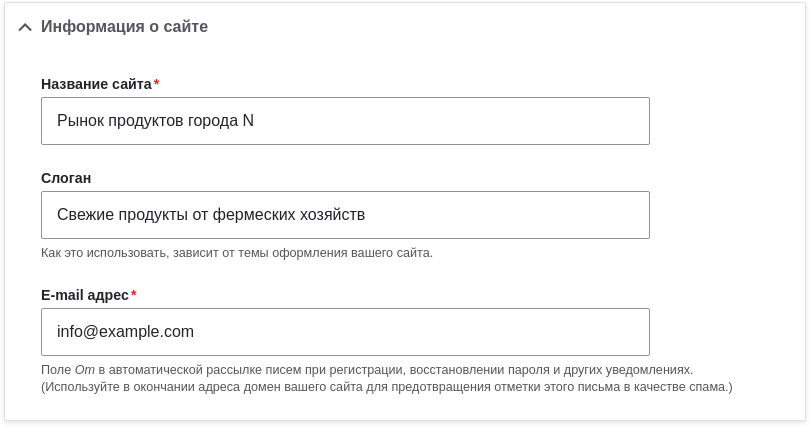 Информация о сайте
Название сайта*
Рынок продуктов города N
Слоган
Свежие продукты от фермеских хозяйств
Как это использовать, зависит от темы оформления вашего сайта.
E-mail адрес*
info@example.com
Поле От в автоматической рассылке писем при регистрации, восстановлении пароля и других уведомлениях.
(Используйте в окончании адреса домен вашего сайта для предотвращения отметки этого письма в качестве спама.)